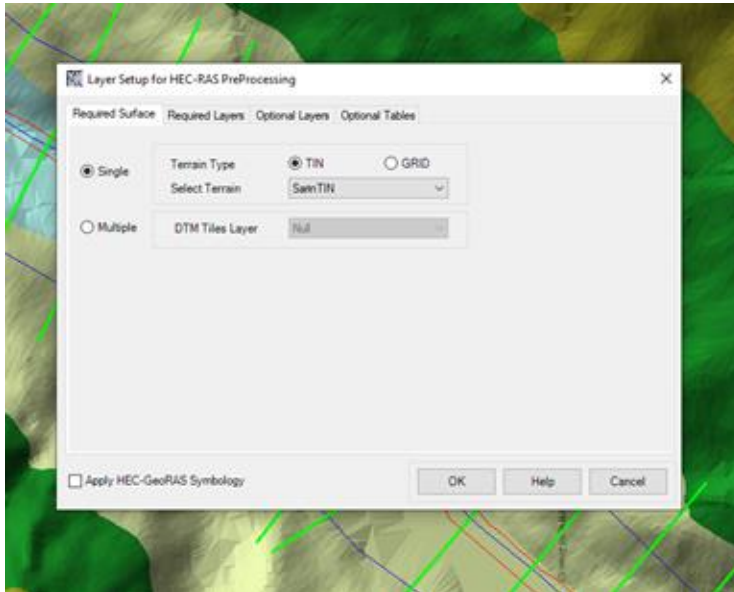 Layer Setup for HEC-RAS PreProcessing
Required Surface Required Layers Optional Layers Optional Tables
Single
Terrain Type TIN GRID
Select Terrain SarinTIN
Multiple
DTM Tiles Layer Null
Apply HEC-GeoRAS Symbology
OK Help Cancel